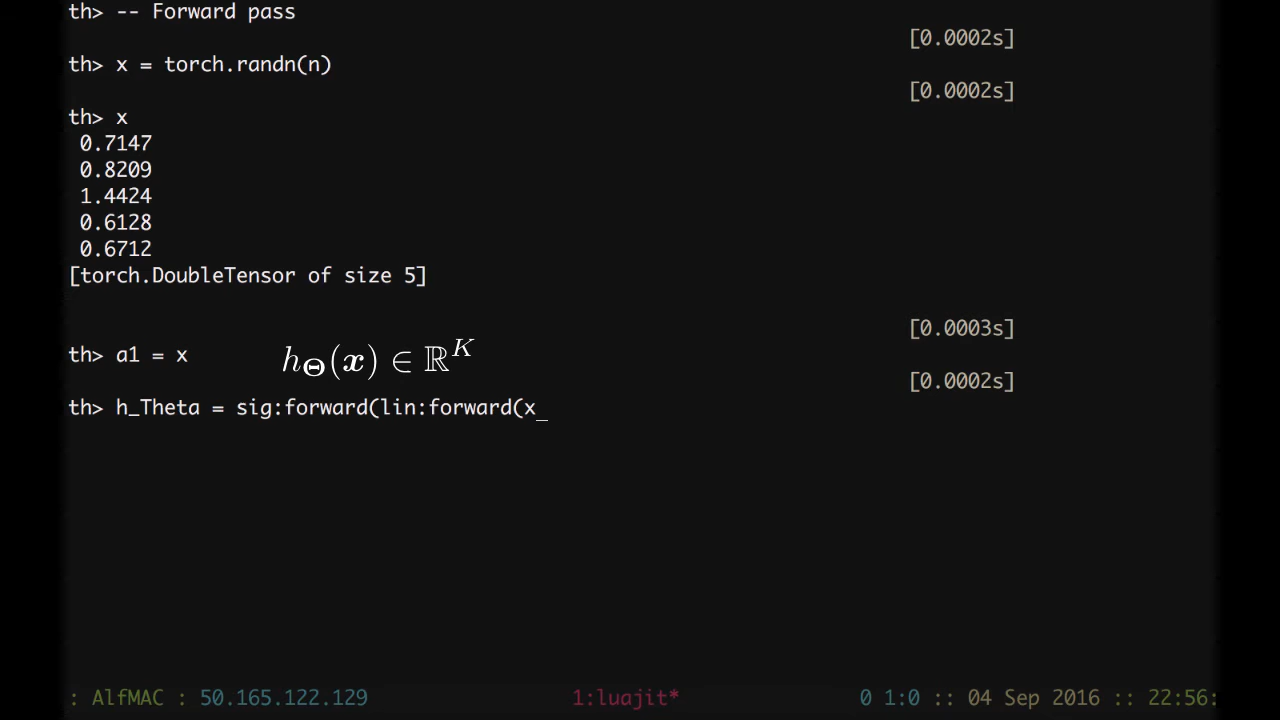 th> -- Forward pass
[0.0002s]
th> x = torch.randn(n)
[0.0002s]
th> x
0.7147
0.8209
1.4424
0.6128
0.6712
[torch.DoubleTensor of size 5]
[0.0003s]
th> a1 = x
h_Θ(x) ∈ ℝ^K
[0.0002s]
th> h_Theta = sig:forward(lin:forward(x_
: AlfMAC : 50.165.122.129 1:luajit* 0 1:0 :: 04 Sep 2016 :: 22:56: